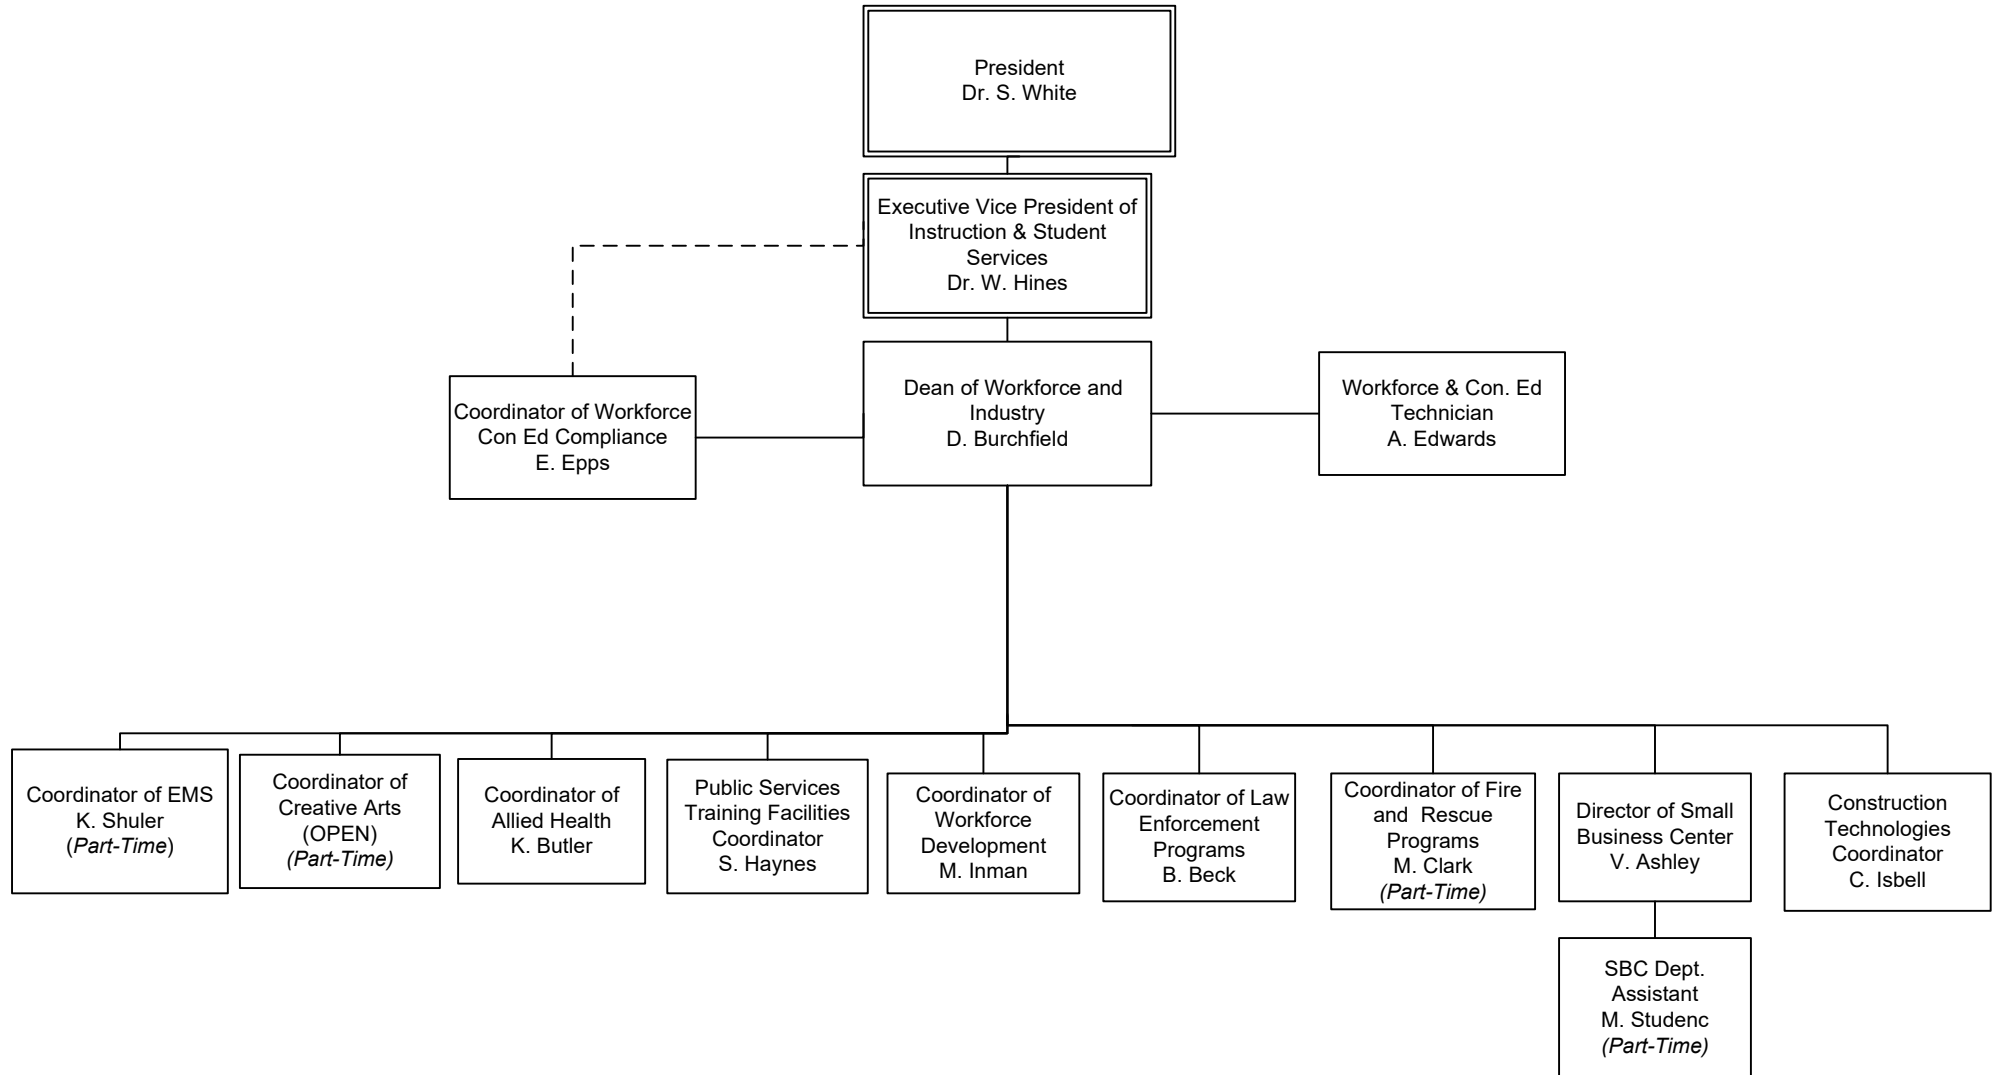 President
Dr. S. White
Executive Vice President of
Instruction & Student
Services
Dr. W. Hines
Dean of Workforce and
Industry
D. Burchfield
Workforce & Con. Ed
Technician
A. Edwards
Coordinator of Workforce
Con Ed Compliance
E. Epps
Coordinator of EMS
K. Shuler
(Part-Time)
Coordinator of
Creative Arts
(OPEN)
(Part-Time)
Coordinator of
Allied Health
K. Butler
Public Services
Training Facilities
Coordinator
S. Haynes
Coordinator of
Workforce
Development
M. Inman
Coordinator of Law
Enforcement
Programs
B. Beck
Coordinator of Fire
and  Rescue
Programs
M. Clark
(Part-Time)
Director of Small
Business Center
V. Ashley
Construction
Technologies
Coordinator
C. Isbell
SBC Dept.
Assistant
M. Studenc
(Part-Time)